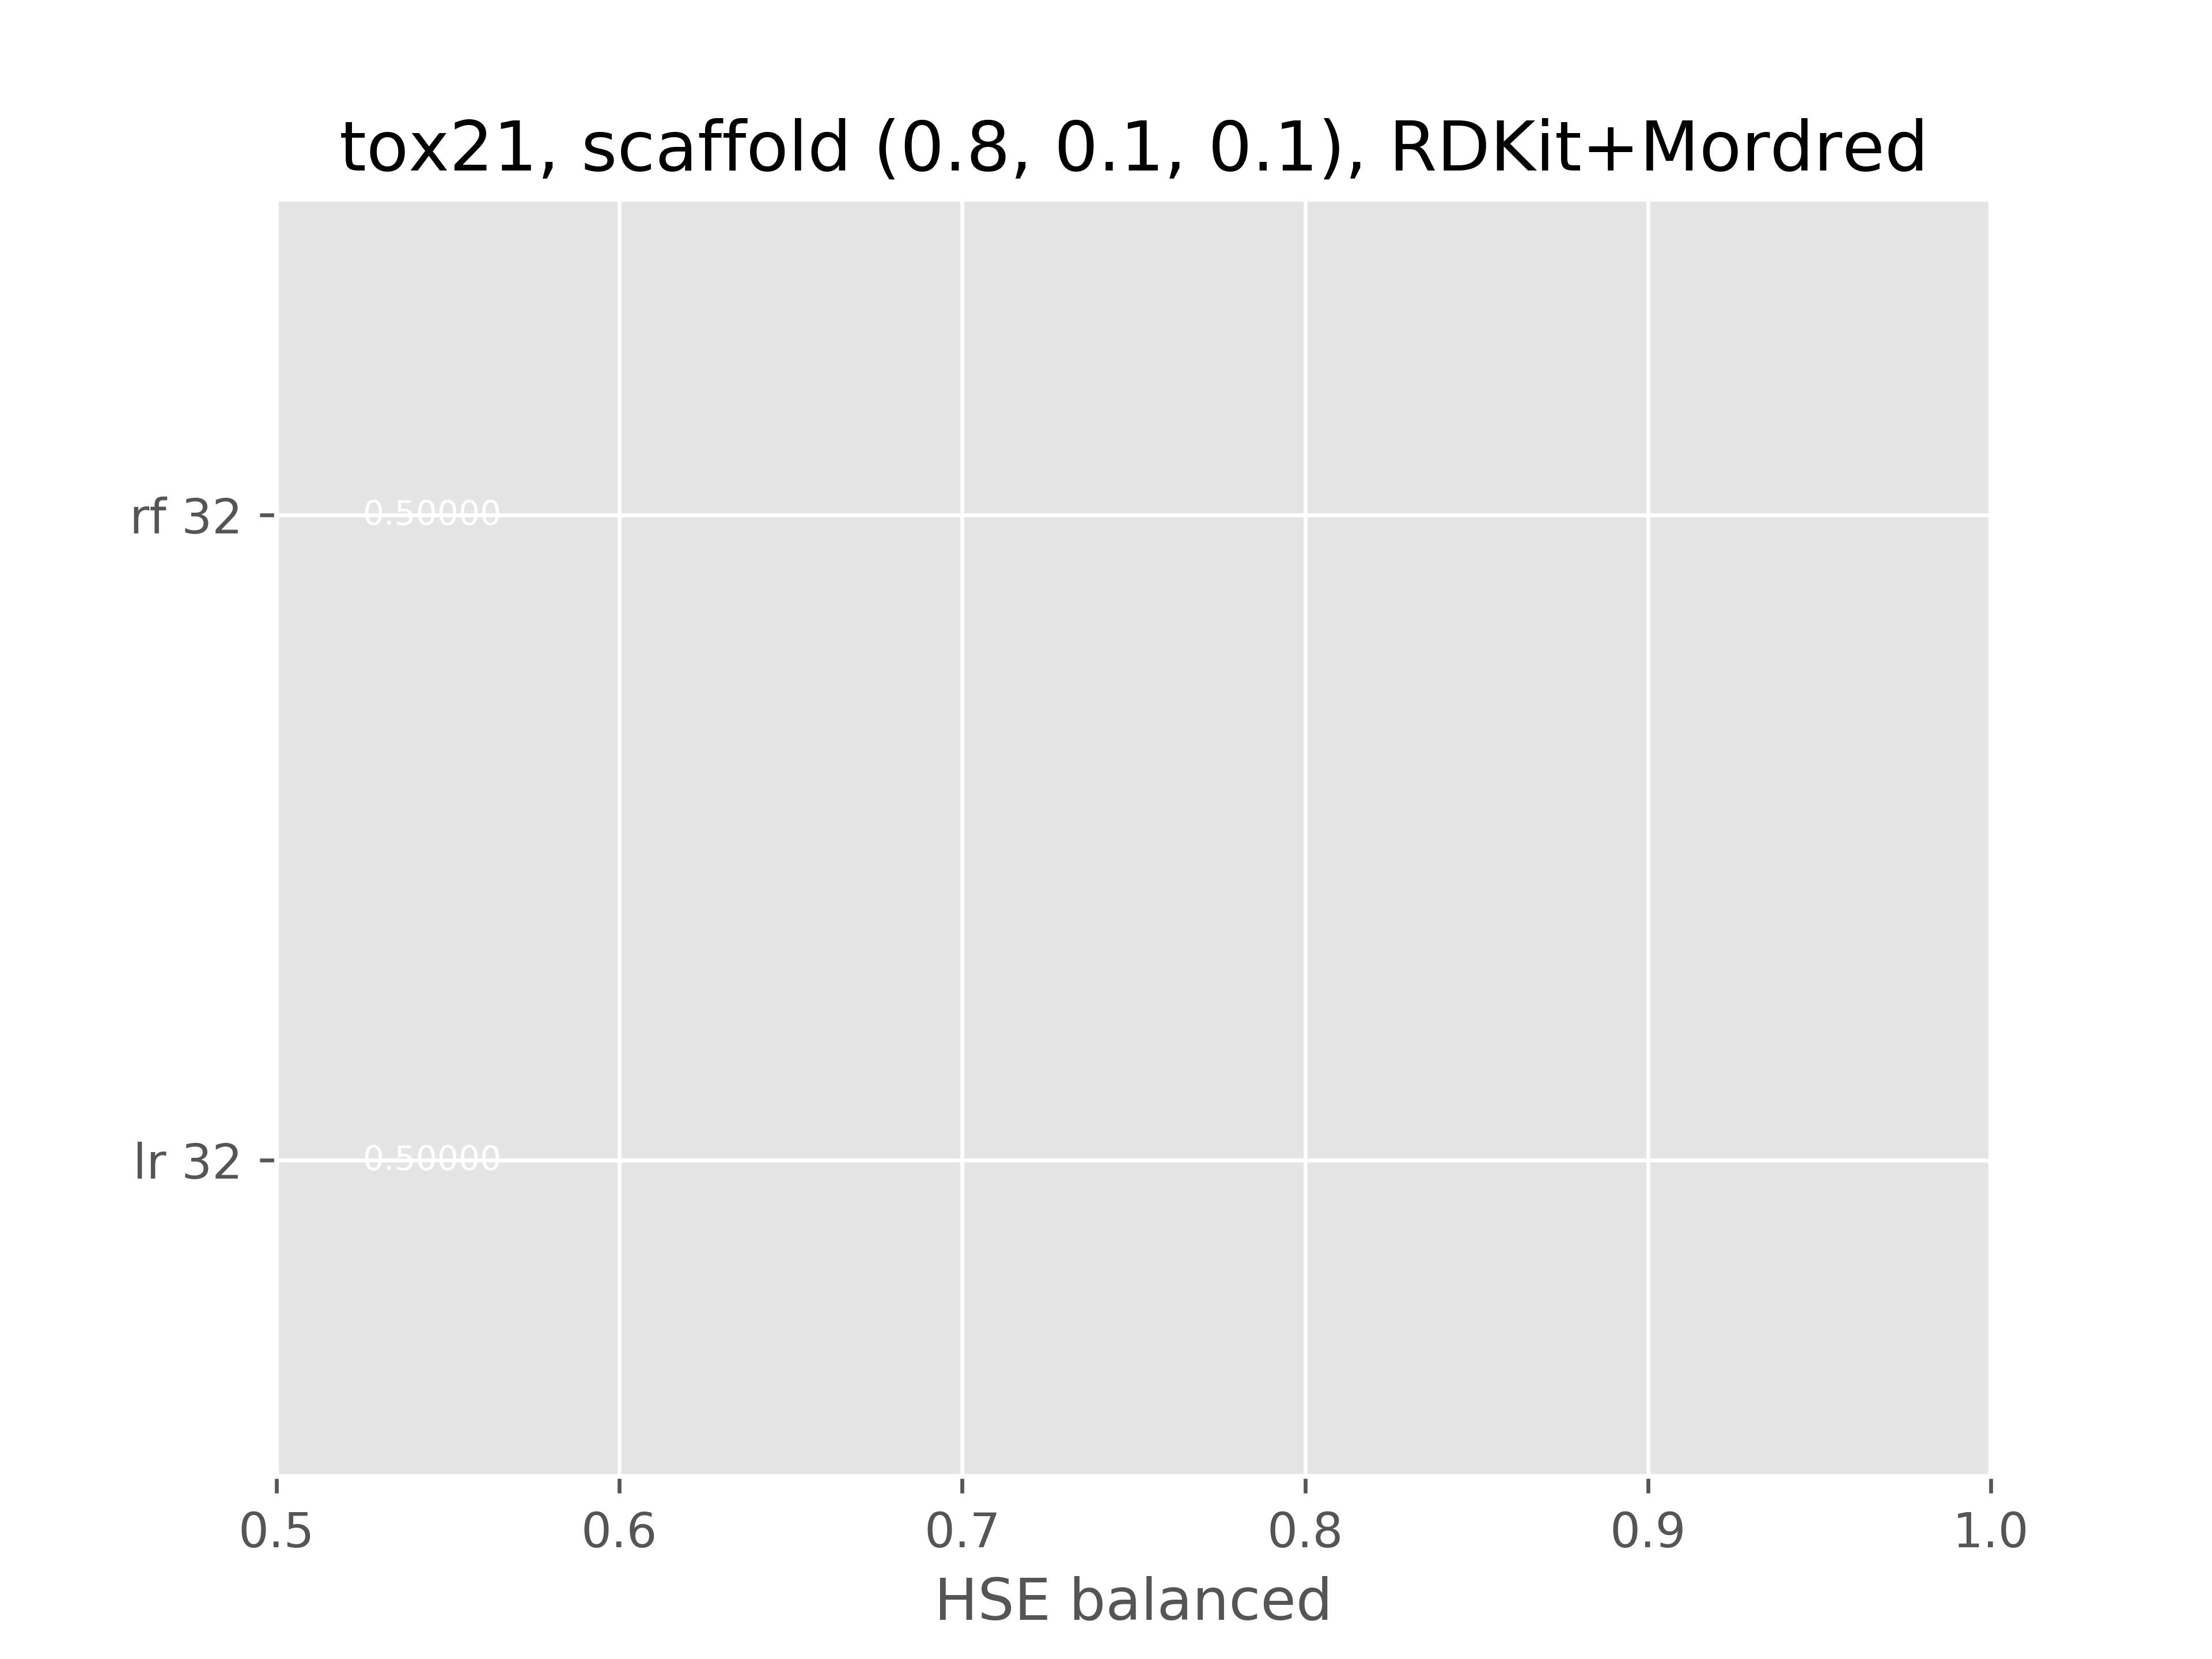 tox21, scaffold (0.8, 0.1, 0.1), RDKit+Mordred
rf 32
0.50000
lr 32
0.50000
0.5 0.6 0.7 0.8 0.9 1.0
HSE balanced